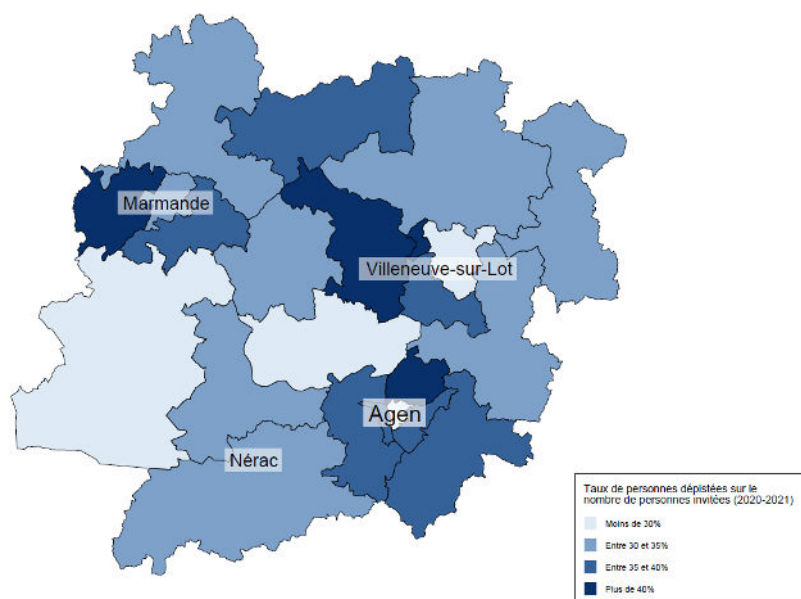 Marmande
Villeneuve-sur-Lot
Agen
Nérac
Taux de personnes dépistées sur le
nombre de personnes invitées (2020-2021)
Moins de 30%
Entre 30 et 35%
Entre 35 et 40%
Plus de 40%